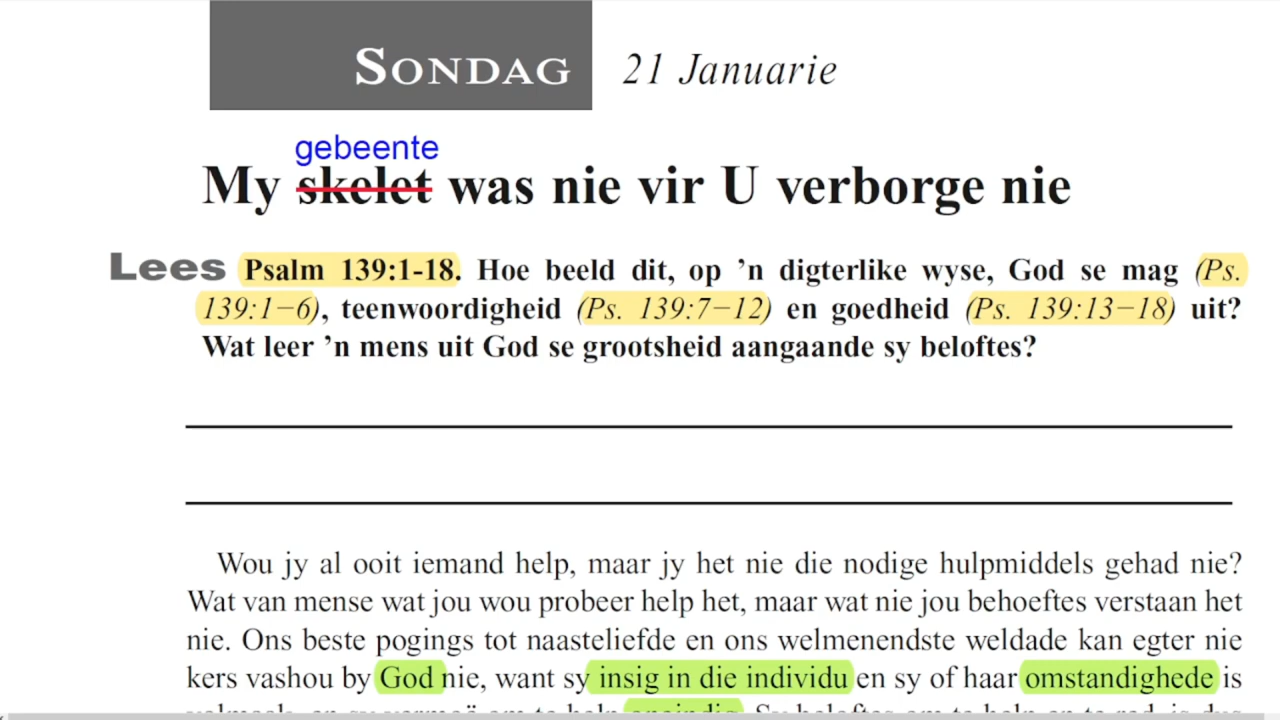 SONDAG 21 Januarie
gebeente
My skelet was nie vir U verborge nie
Lees Psalm 139:1-18. Hoe beeld dit, op ’n digterlike wyse, God se mag (Ps.
139:1–6), teenwoordigheid (Ps. 139:7–12) en goedheid (Ps. 139:13–18) uit?
Wat leer ’n mens uit God se grootsheid aangaande sy beloftes?
Wou jy al ooit iemand help, maar jy het nie die nodige hulpmiddels gehad nie?
Wat van mense wat jou wou probeer help het, maar wat nie jou behoeftes verstaan het
nie. Ons beste pogings tot naasteliefde en ons welmenendste weldade kan egter nie
kers vashou by God nie, want sy insig in die individu en sy of haar omstandighede is